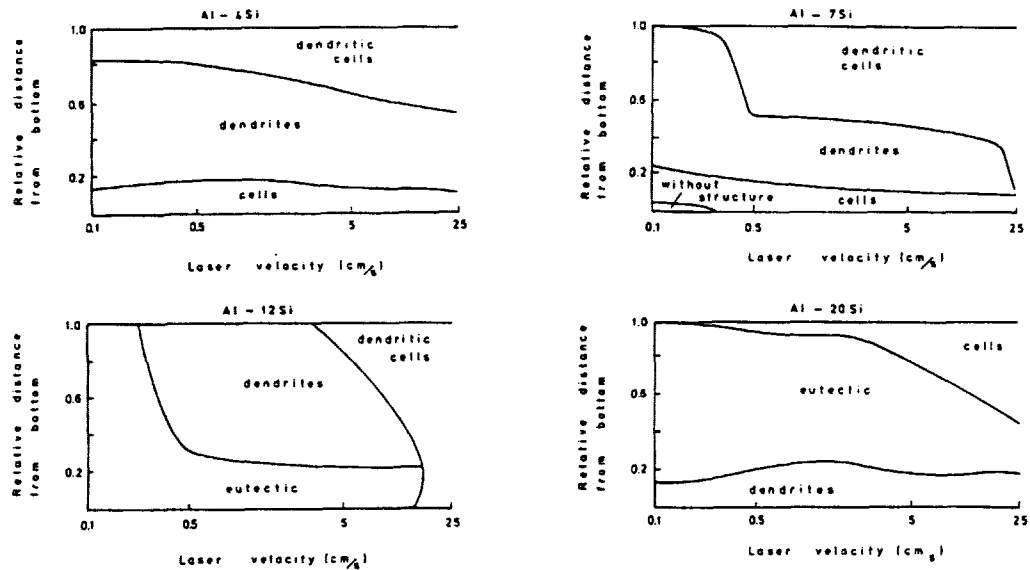 Al - 4Si
Relative distance
from bottom
1.0
0.6
0.2
dendritic
cells
dendrites
cells
0.1 0.5 5 25
Laser velocity (cm/s)
Al - 7Si
Relative distance
from bottom
1.0
0.6
0.2
dendritic
cells
dendrites
without
structure
cells
0.1 0.5 5 25
Laser velocity (cm/s)
Al - 12Si
Relative distance
from bottom
1.0
0.6
0.2
dendritic
cells
dendrites
eutectic
0.1 0.5 5 25
Laser velocity (cm/s)
Al - 20Si
Relative distance
from bottom
1.0
0.6
0.2
cells
eutectic
dendrites
0.1 0.5 5 25
Laser velocity (cm s)